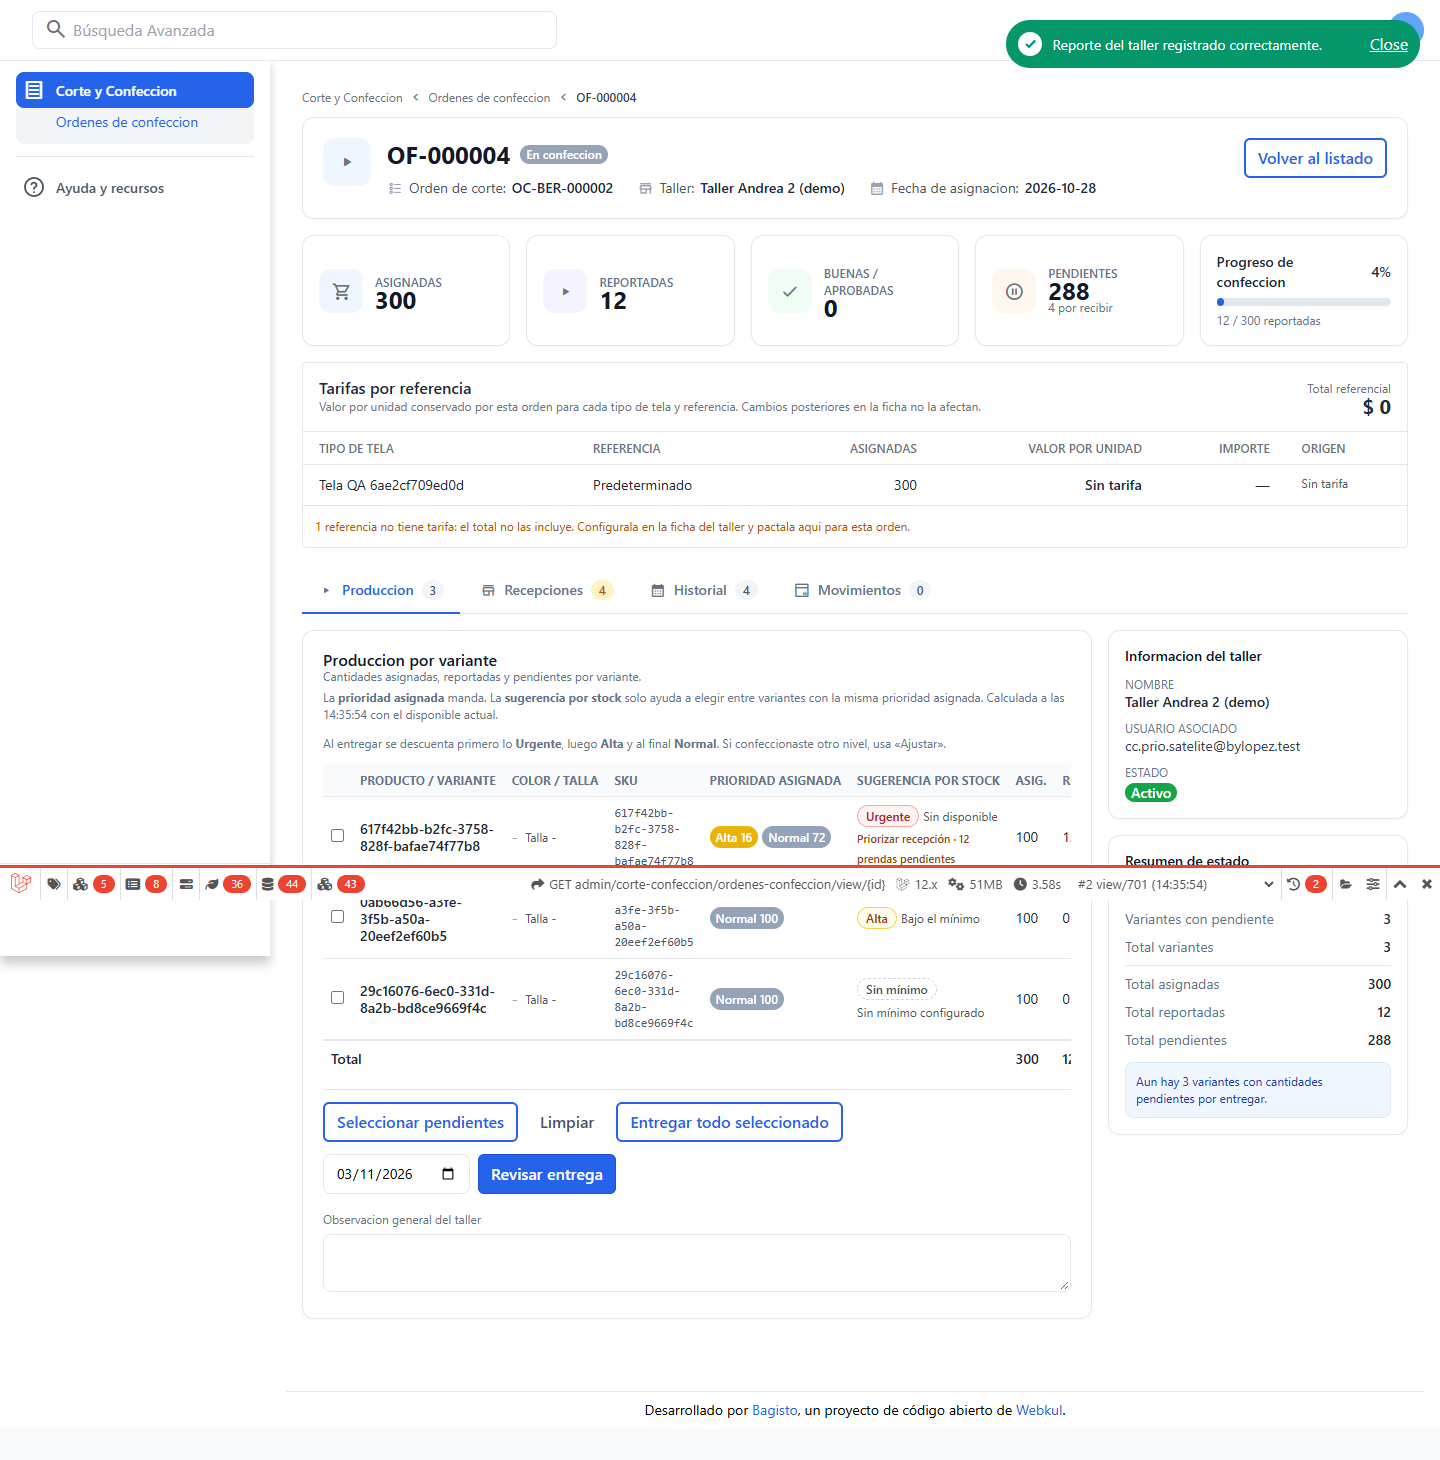 Búsqueda Avanzada
Reporte del taller registrado correctamente.
Close
Corte y Confeccion
Ordenes de confeccion
Ayuda y recursos
Corte y Confeccion
Ordenes de confeccion
OF-000004
OF-000004
En confeccion
Orden de corte: OC-BER-000002
Taller: Taller Andrea 2 (demo)
Fecha de asignacion: 2026-10-28
Volver al listado
ASIGNADAS
300
REPORTADAS
12
BUENAS /
APROBADAS
0
PENDIENTES
288
4 por recibir
Progreso de
confeccion
4%
12 / 300 reportadas
Tarifas por referencia
Valor por unidad conservado por esta orden para cada tipo de tela y referencia. Cambios posteriores en la ficha no la afectan.
Total referencial
$ 0
TIPO DE TELA REFERENCIA ASIGNADAS VALOR POR UNIDAD IMPORTE ORIGEN
Tela QA 6ae2cf709ed0d Predeterminado 300 Sin tarifa — Sin tarifa
1 referencia no tiene tarifa: el total no las incluye. Configurala en la ficha del taller y pactala aqui para esta orden.
Produccion 3
Recepciones 4
Historial 4
Movimientos 0
Produccion por variante
Cantidades asignadas, reportadas y pendientes por variante.
La prioridad asignada manda. La sugerencia por stock solo ayuda a elegir entre variantes con la misma prioridad asignada. Calculada a las
14:35:54 con el disponible actual.
Al entregar se descuenta primero lo Urgente, luego Alta y al final Normal. Si confeccionaste otro nivel, usa «Ajustar».
PRODUCTO / VARIANTE COLOR / TALLA SKU PRIORIDAD ASIGNADA SUGERENCIA POR STOCK ASIG.
617f42bb-b2fc-3758-
828f-bafae74f77b8
- Talla -
617f42bb-
b2fc-3758-
828f-
bafae74f77b8
Alta 16 Normal 72
Urgente Sin disponible
Priorizar recepción · 12
prendas pendientes
100
5
8
36
44
43
GET admin/corte-confeccion/ordenes-confeccion/view/{id}
12.x
51MB
3.58s
#2 view/701 (14:35:54)
2
0ab66d56-a3fe-
3f5b-a50a-
20eef2ef60b5
- Talla -
a3fe-3f5b-
a50a-
20eef2ef60b5
Normal 100
Alta Bajo el mínimo
100 0
29c16076-6ec0-331d-
8a2b-bd8ce9669f4c
- Talla -
29c16076-
6ec0-331d-
8a2b-
bd8ce9669f4c
Normal 100
Sin mínimo
Sin mínimo configurado
100 0
Total 300 12
Seleccionar pendientes
Limpiar
Entregar todo seleccionado
03/11/2026
Revisar entrega
Observacion general del taller
Informacion del taller
NOMBRE
Taller Andrea 2 (demo)
USUARIO ASOCIADO
cc.prio.satelite@bylopez.test
ESTADO
Activo
Resumen de estado
Variantes con pendiente 3
Total variantes 3
Total asignadas 300
Total reportadas 12
Total pendientes 288
Aun hay 3 variantes con cantidades
pendientes por entregar.
Desarrollado por Bagisto, un proyecto de código abierto de Webkul.